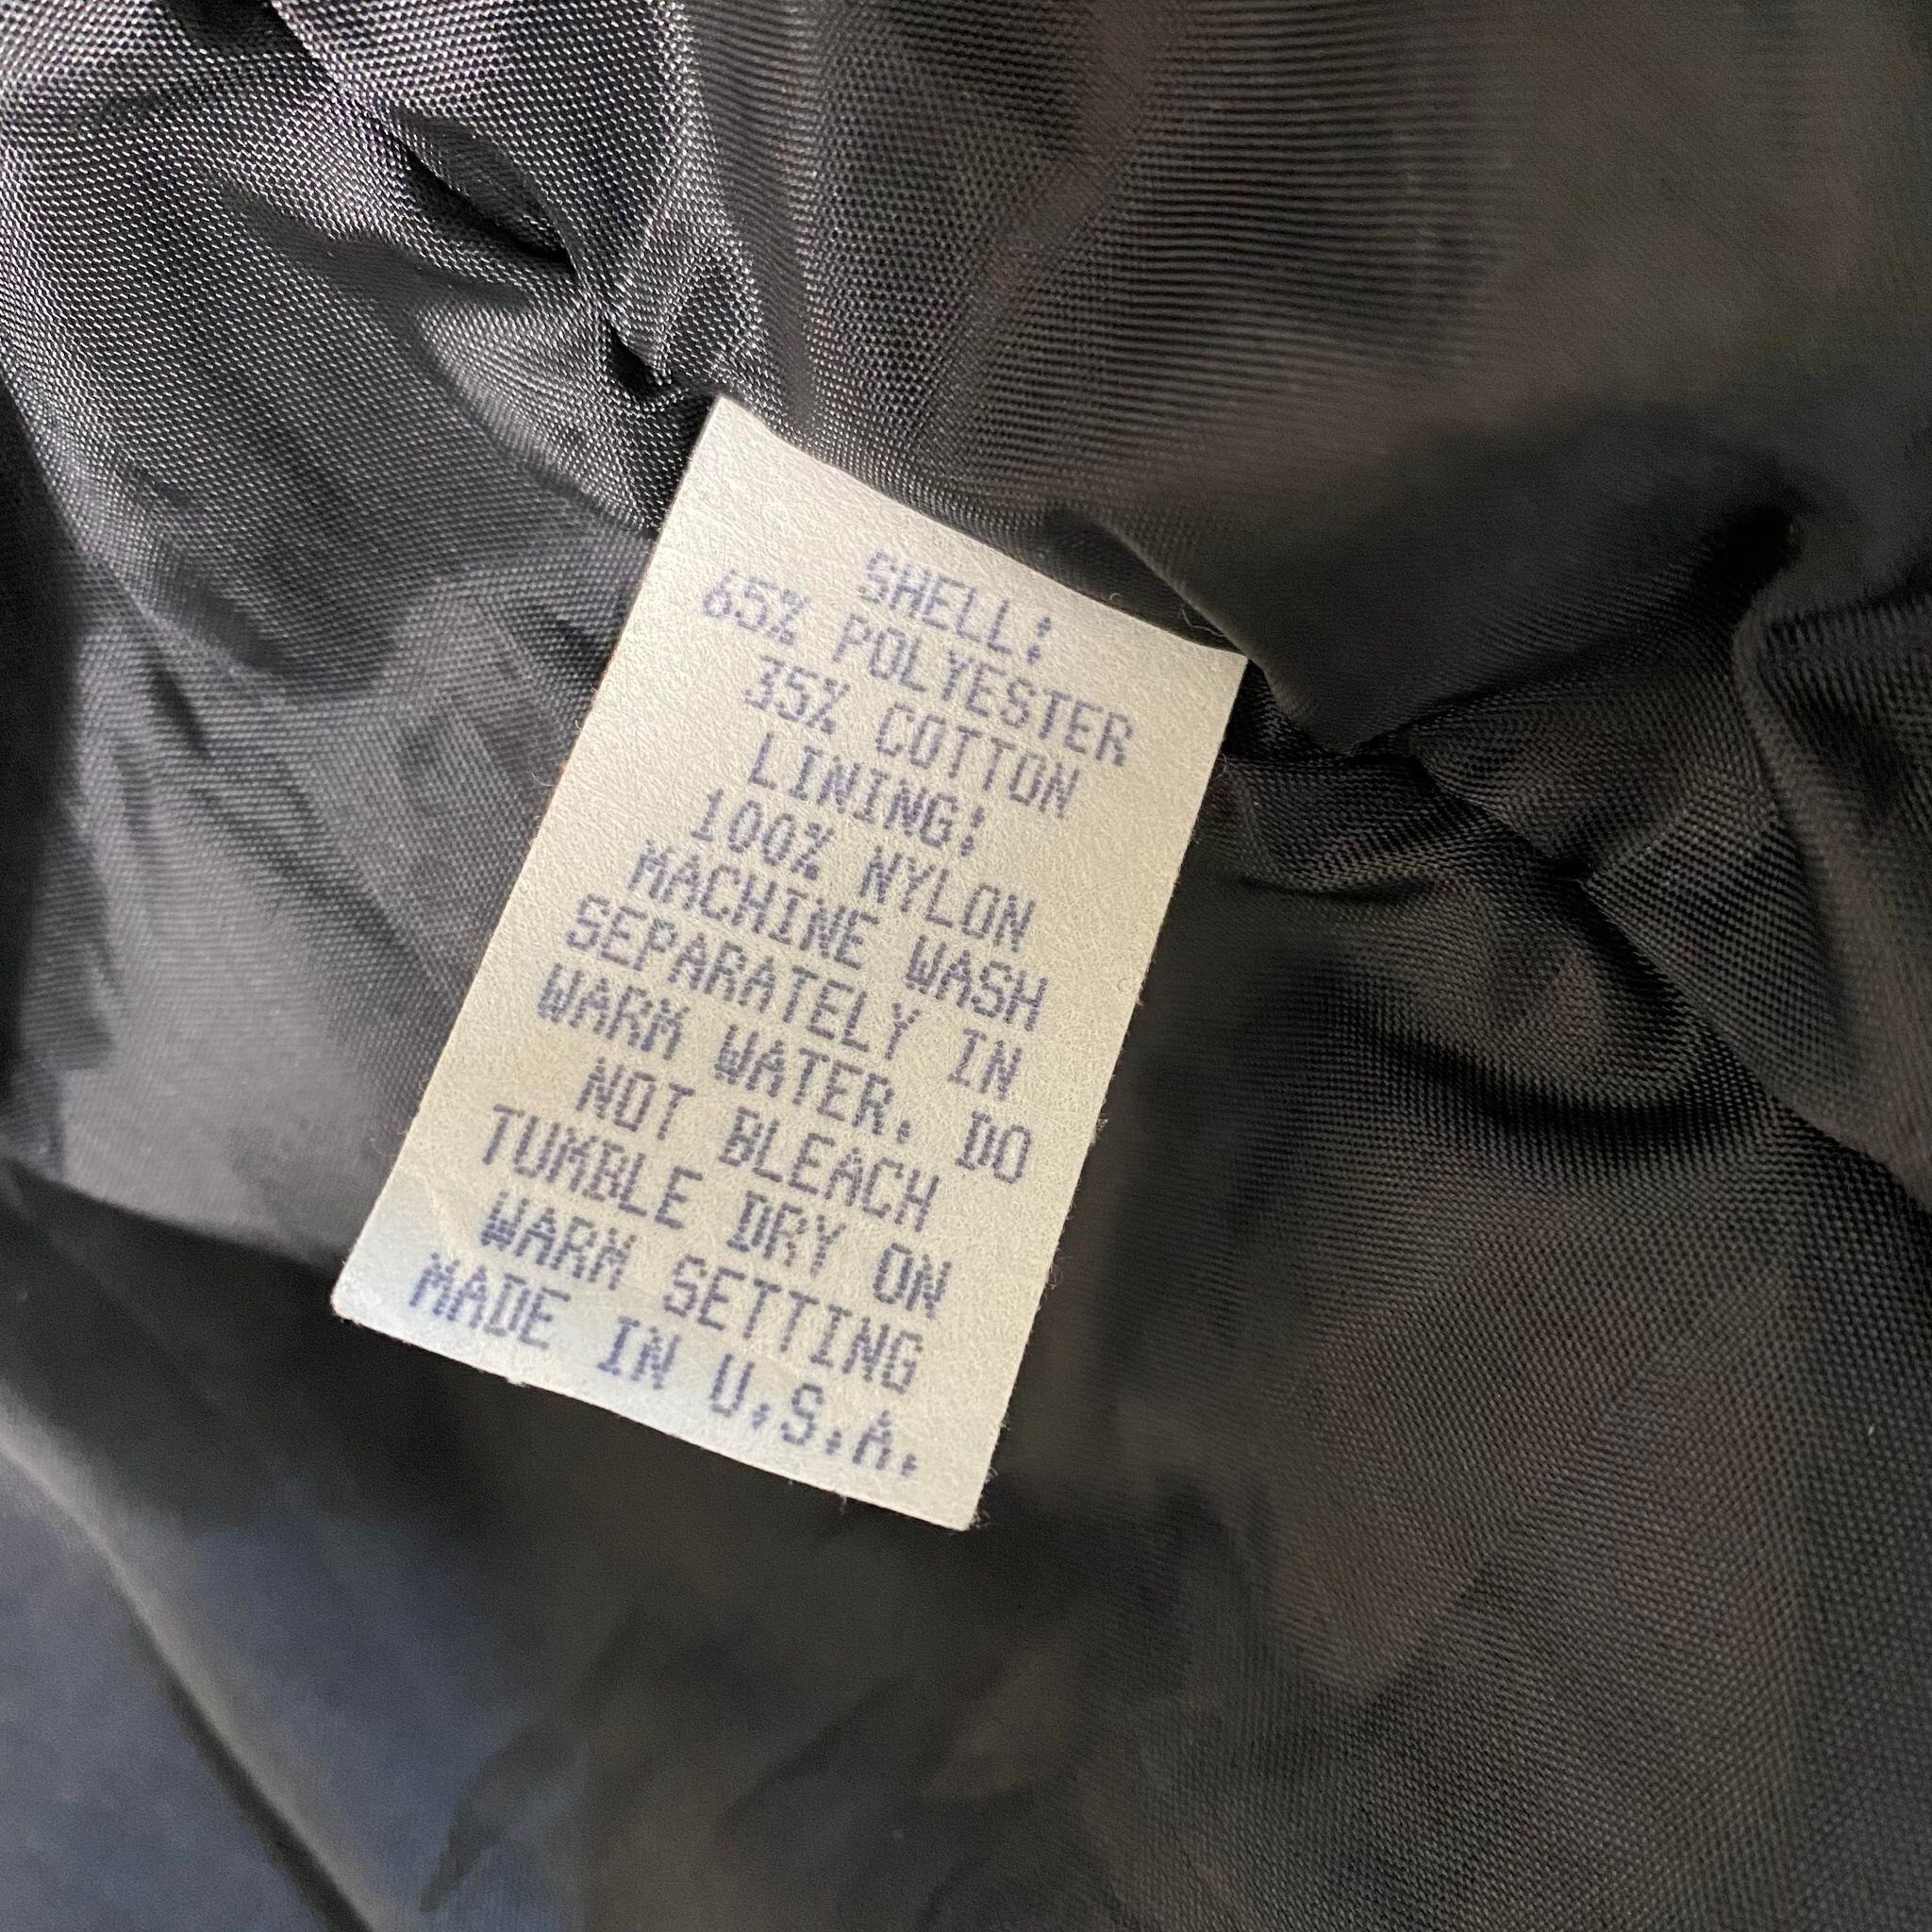 SHELL:
65% POLYESTER
35% COTTON
LINING:
100% NYLON
MACHINE WASH
SEPARATELY IN
WARM WATER. DO
NOT BLEACH
TUMBLE DRY ON
WARM SETTING
MADE IN U.S.A.